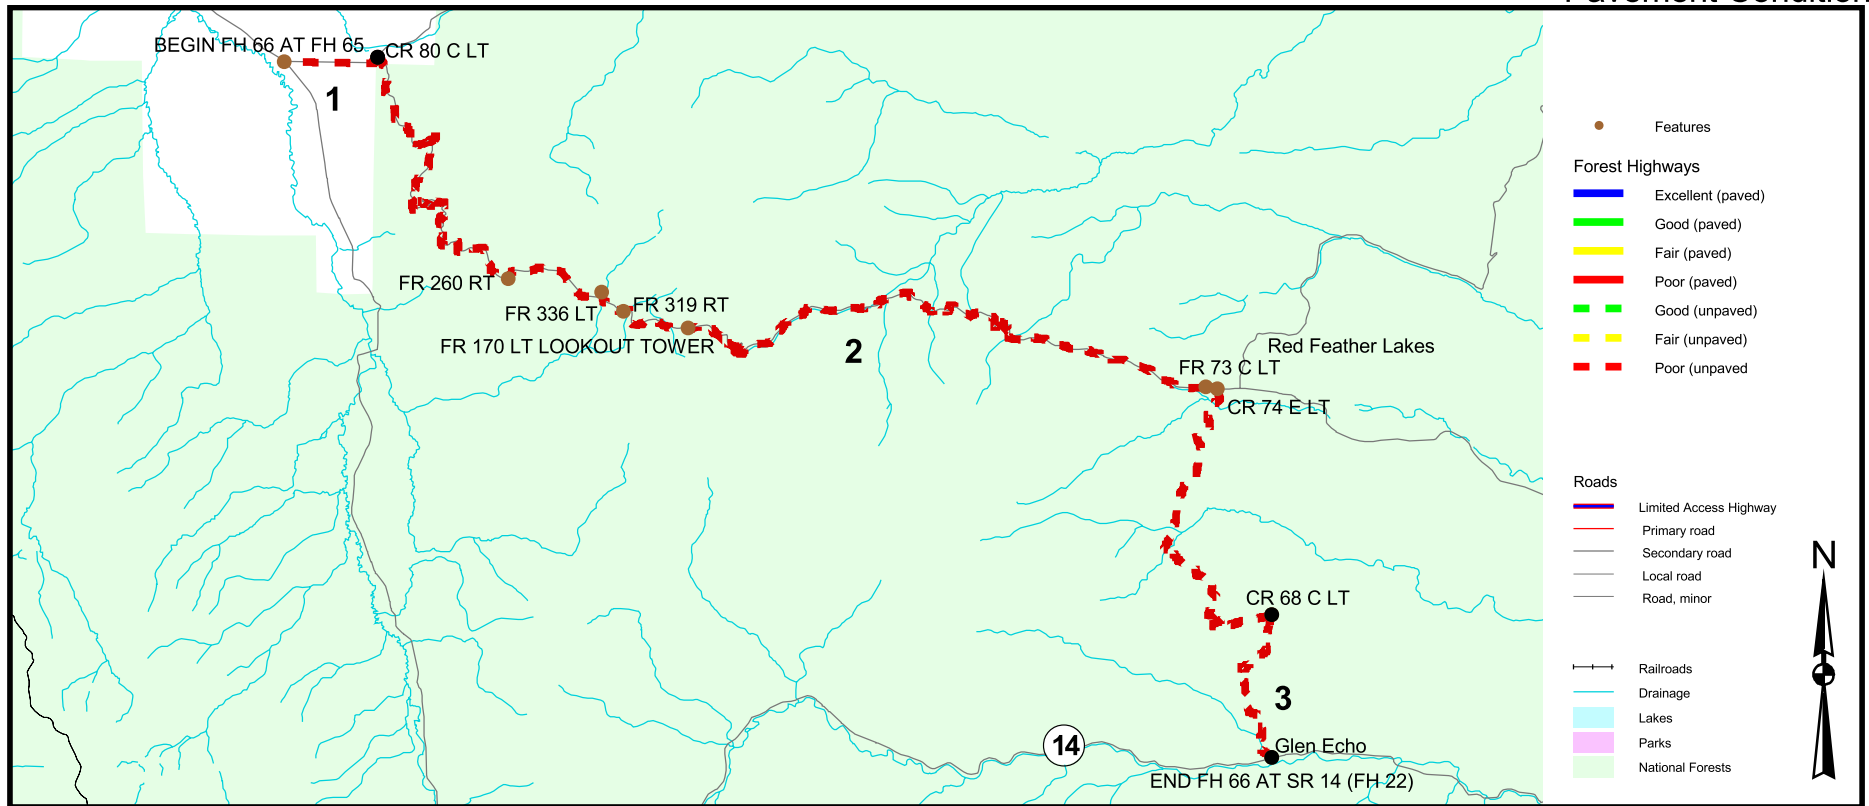 Pavement Condition
BEGIN FH 66 AT FH 65
CR 80 C LT
1
FR 260 RT
FR 336 LT
FR 319 RT
FR 170 LT LOOKOUT TOWER
2
Red Feather Lakes
FR 73 C LT
CR 74 E LT
CR 68 C LT
3
14
Glen Echo
END FH 66 AT SR 14 (FH 22)
Features
Forest Highways
Excellent (paved)
Good (paved)
Fair (paved)
Poor (paved)
Good (unpaved)
Fair (unpaved)
Poor (unpaved
Roads
Limited Access Highway
Primary road
Secondary road
Local road
Road, minor
Railroads
Drainage
Lakes
Parks
National Forests
N